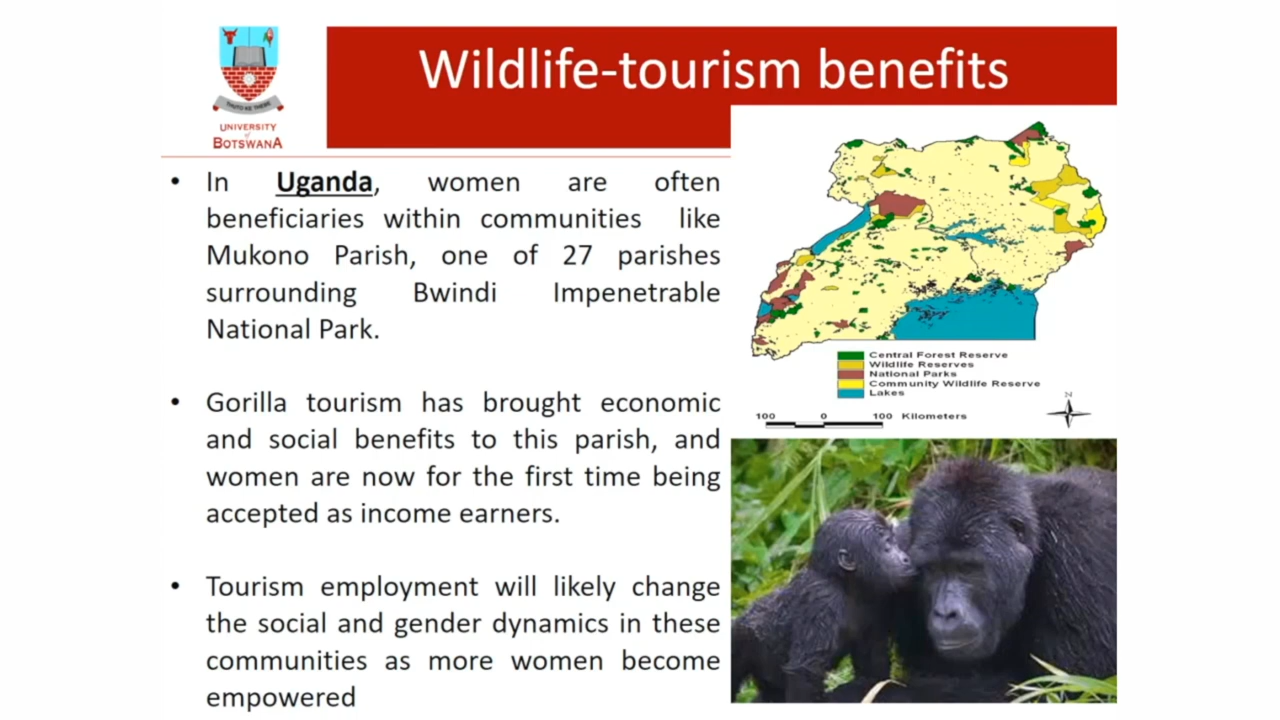 Wildlife-tourism benefits
THUTO KE THEBE
UNIVERSITY
of
BOTSWANA
• In Uganda, women are often
beneficiaries within communities like
Mukono Parish, one of 27 parishes
surrounding Bwindi Impenetrable
National Park.
• Gorilla tourism has brought economic
and social benefits to this parish, and
women are now for the first time being
accepted as income earners.
• Tourism employment will likely change
the social and gender dynamics in these
communities as more women become
empowered
Central Forest Reserve
Wildlife Reserves
National Parks
Community Wildlife Reserve
Lakes
100 0 100 Kilometers
N